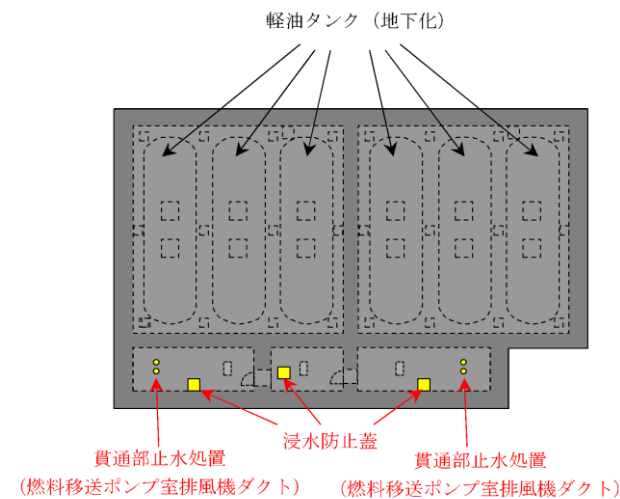 軽油タンク（地下化）
浸水防止蓋
貫通部止水処置
（燃料移送ポンプ室排風機ダクト）
貫通部止水処置
（燃料移送ポンプ室排風機ダクト）